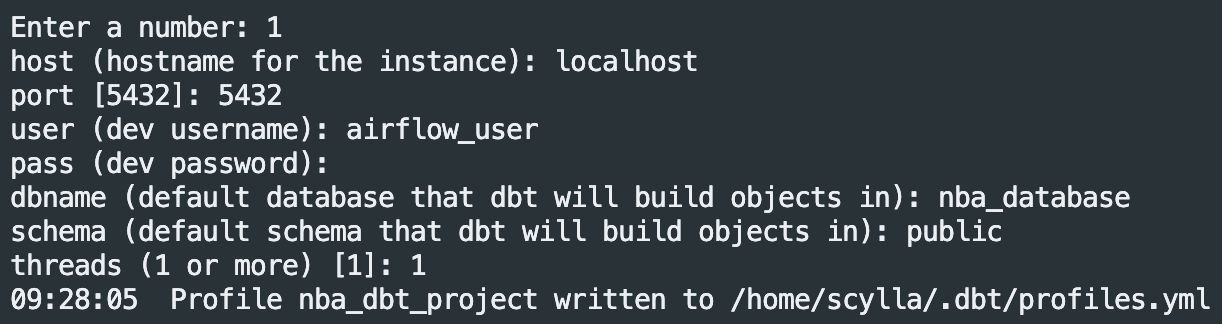 Enter a number: 1
host (hostname for the instance): localhost
port [5432]: 5432
user (dev username): airflow_user
pass (dev password):
dbname (default database that dbt will build objects in): nba_database
schema (default schema that dbt will build objects in): public
threads (1 or more) [1]: 1
09:28:05  Profile nba_dbt_project written to /home/scylla/.dbt/profiles.yml